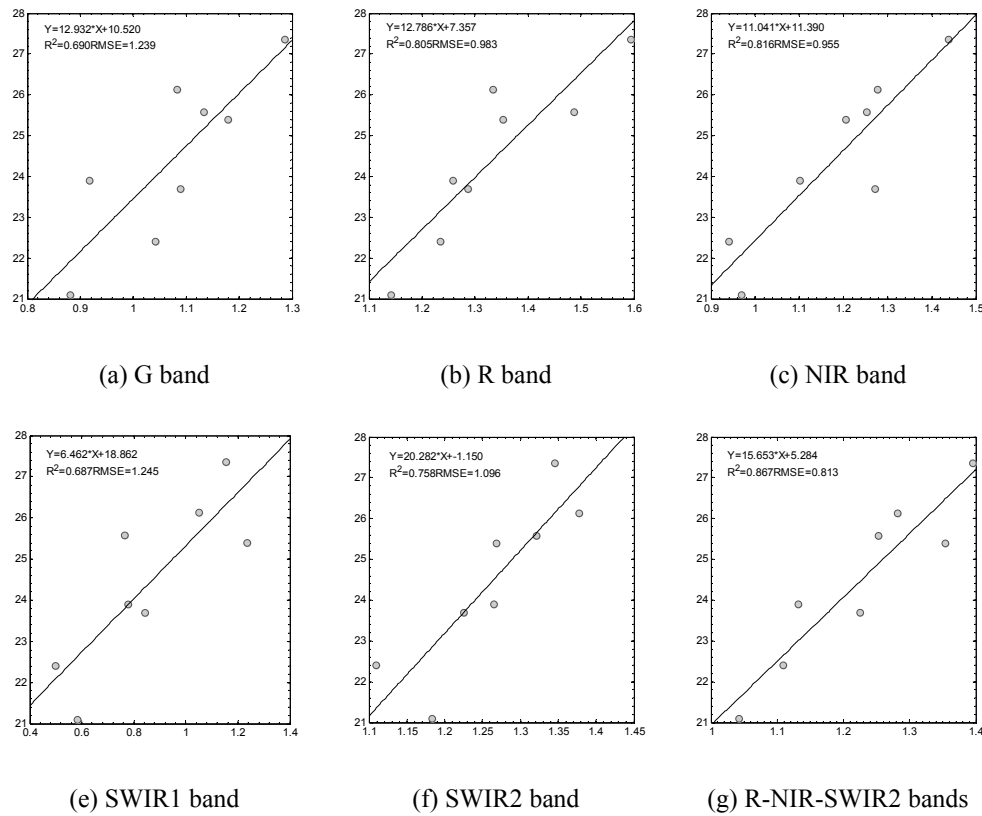 Y=12.932*X+10.520
R²=0.690RMSE=1.239
28
27
26
25
24
23
22
21
0.8 0.9 1 1.1 1.2 1.3
(a) G band
Y=12.786*X+7.357
R²=0.805RMSE=0.983
28
27
26
25
24
23
22
21
1.1 1.2 1.3 1.4 1.5 1.6
(b) R band
Y=11.041*X+11.390
R²=0.816RMSE=0.955
28
27
26
25
24
23
22
21
0.9 1 1.1 1.2 1.3 1.4 1.5
(c) NIR band
Y=6.462*X+18.862
R²=0.687RMSE=1.245
28
27
26
25
24
23
22
21
0.4 0.6 0.8 1 1.2 1.4
(e) SWIR1 band
Y=20.282*X+-1.150
R²=0.758RMSE=1.096
28
27
26
25
24
23
22
21
1.1 1.15 1.2 1.25 1.3 1.35 1.4 1.45
(f) SWIR2 band
Y=15.653*X+5.284
R²=0.867RMSE=0.813
28
27
26
25
24
23
22
21
1 1.1 1.2 1.3 1.4
(g) R-NIR-SWIR2 bands